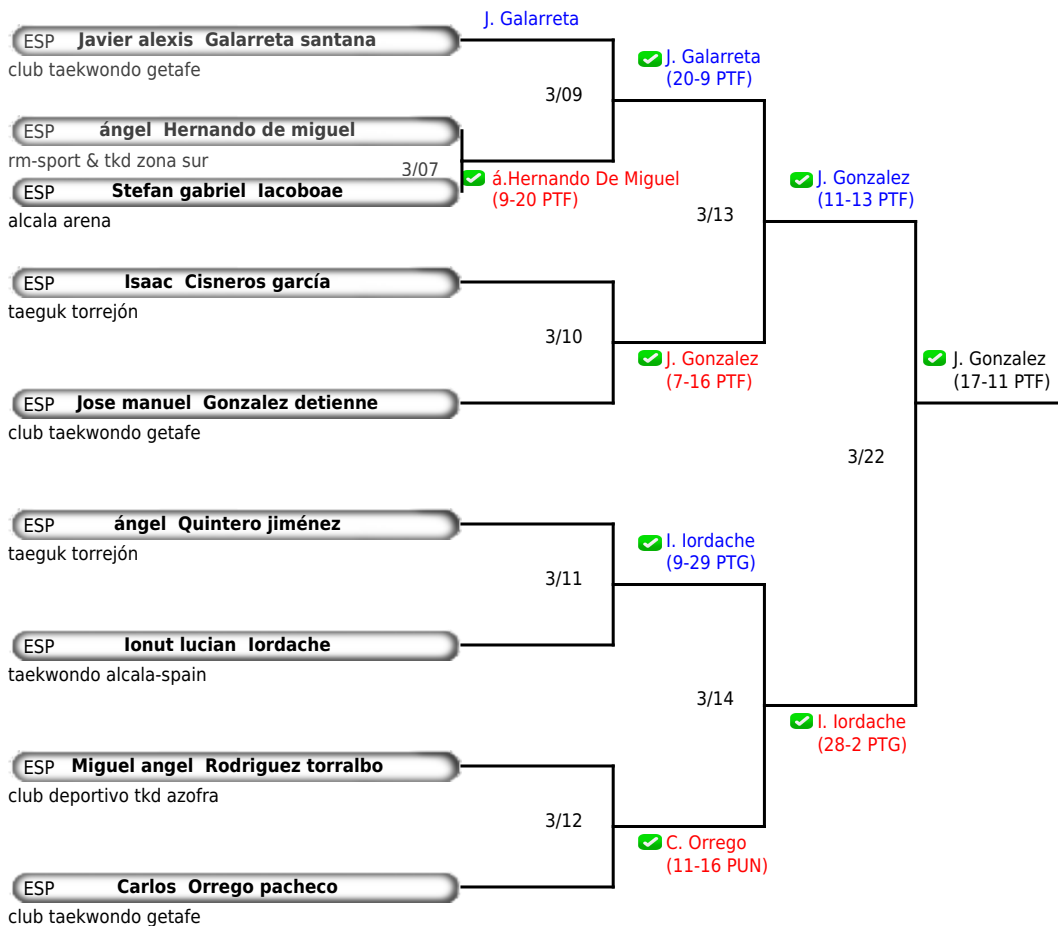 J. Galarreta
ESP Javier alexis Galarreta santana
club taekwondo getafe
J. Galarreta
(20-9 PTF)
3/09
ESP ángel Hernando de miguel
rm-sport & tkd zona sur
3/07
á.Hernando De Miguel
(9-20 PTF)
ESP Stefan gabriel Iacoboae
alcala arena
J. Gonzalez
(11-13 PTF)
3/13
ESP Isaac Cisneros garcía
taeguk torrejón
3/10
J. Gonzalez
(7-16 PTF)
J. Gonzalez
(17-11 PTF)
ESP Jose manuel Gonzalez detienne
club taekwondo getafe
3/22
ESP ángel Quintero jiménez
taeguk torrejón
I. Iordache
(9-29 PTG)
3/11
ESP Ionut lucian Iordache
taekwondo alcala-spain
3/14
I. Iordache
(28-2 PTG)
ESP Miguel angel Rodriguez torralbo
club deportivo tkd azofra
3/12
C. Orrego
(11-16 PUN)
ESP Carlos Orrego pacheco
club taekwondo getafe